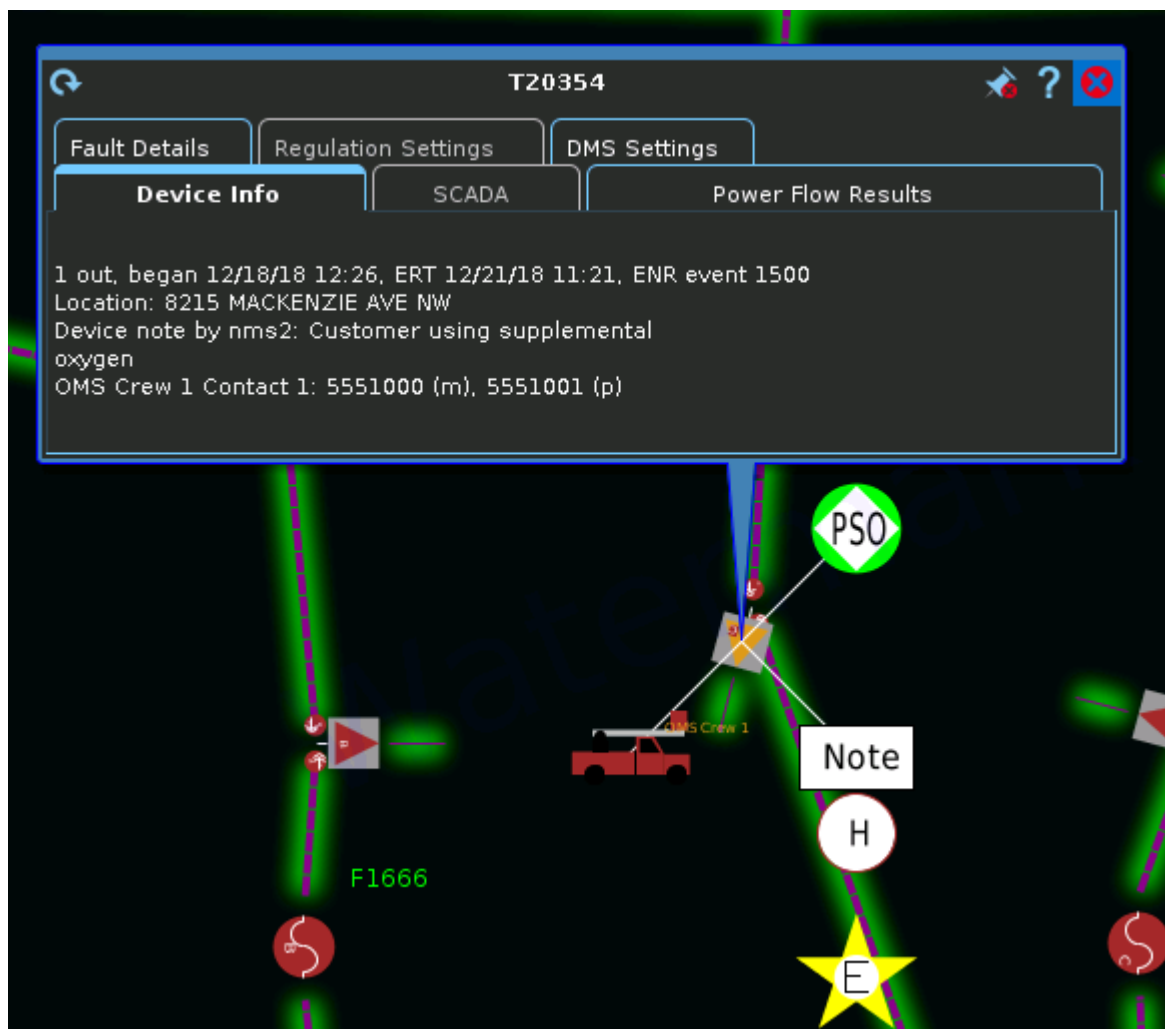 T20354
?
Fault Details
Regulation Settings
DMS Settings
Device Info
SCADA
Power Flow Results
1 out, began 12/18/18 12:26, ERT 12/21/18 11:21, ENR event 1500
Location: 8215 MACKENZIE AVE NW
Device note by nms2: Customer using supplemental
oxygen
OMS Crew 1 Contact 1: 5551000 (m), 5551001 (p)
PSO
OMS Crew 1
Note
H
F1666
E